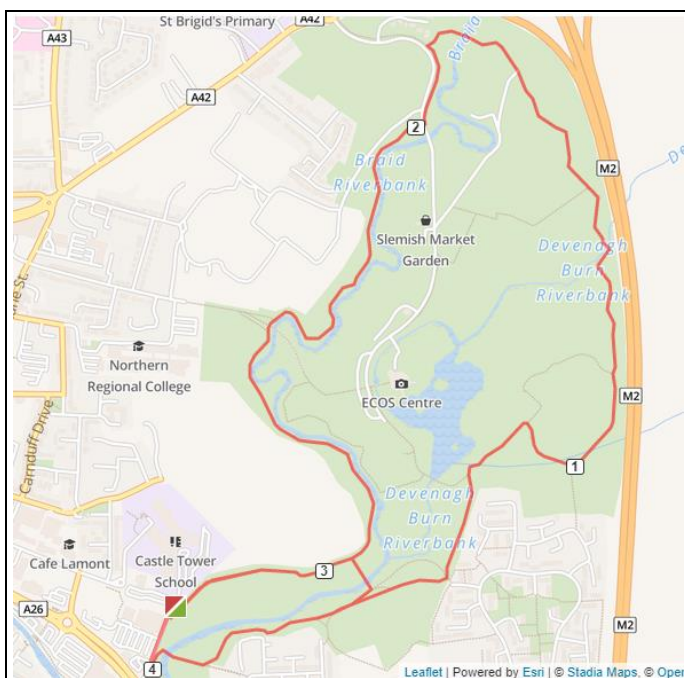 St Brigid's Primary
A42
A43
A42
Braid
2
Braid
Riverbank
M2
Slemish Market
Garden
Devenagh
Burn
Riverbank
Northern
Regional College
ECOS Centre
M2
Carnduff Drive
1
Devenagh
Burn
Riverbank
Cafe Lamont
Castle Tower
School
3
A26
M2
4
Leaflet | Powered by Esri | © Stadia Maps, © Open